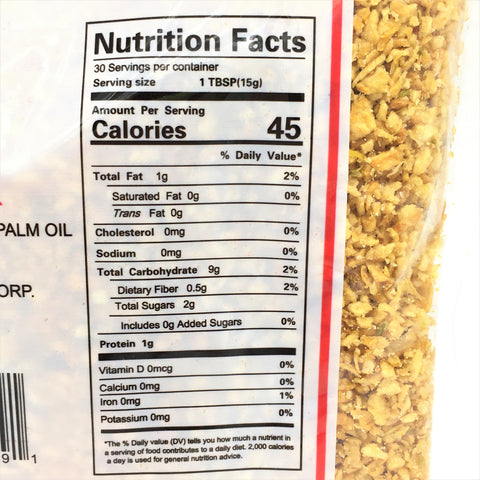 Nutrition Facts
30 Servings per container
Serving size 1 TBSP(15g)
Amount Per Serving
Calories 45
% Daily Value*
Total Fat 1g 2%
Saturated Fat 0g 0%
Trans Fat 0g
Cholesterol 0mg 0%
Sodium 0mg 0%
Total Carbohydrate 9g 2%
Dietary Fiber 0.5g 2%
Total Sugars 2g
Includes 0g Added Sugars 0%
Protein 1g
Vitamin D 0mcg 0%
Calcium 0mg 0%
Iron 0mg 1%
Potassium 0mg 0%
*The % Daily value (DV) tells you how much a nutrient in
a serving of food contributes to a daily diet. 2,000 calories
a day is used for general nutrition advice.
PALM OIL
ORP.
9 1